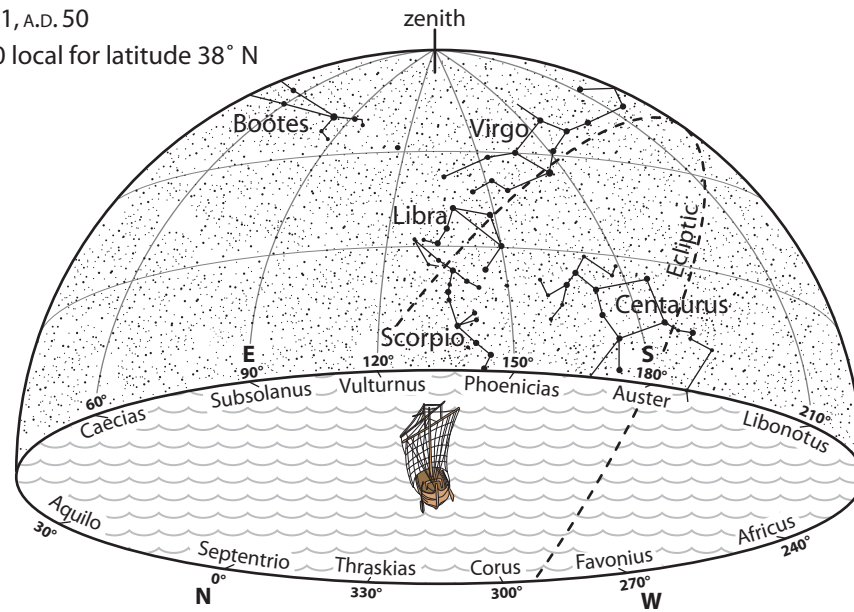 1, A.D. 50
0 local for latitude 38° N
zenith
Boötes
Virgo
Libra
Ecliptic
Centaurus
Scorpio
E
S
60°
90°
120°
150°
180°
210°
Caecias
Subsolanus
Vulturnus
Phoenicias
Auster
Libonotus
Aquilo
Septentrio
Thraskias
Corus
Favonius
Africus
30°
0°
330°
300°
270°
240°
N
W